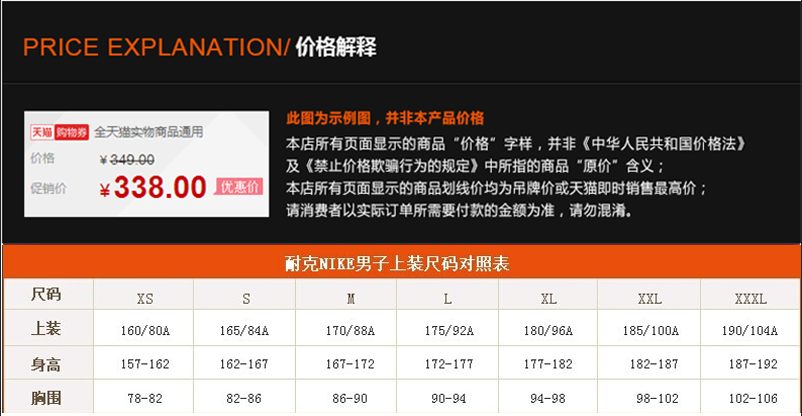 PRICE EXPLANATION/价格解释
此图为示例图，并非本产品价格
天猫 购物券 全天猫实物商品通用
价格 ¥349.00
促销价 ¥338.00 优惠价
本店所有页面显示的商品“价格”字样，并非《中华人民共和国价格法》
及《禁止价格欺骗行为的规定》中所指的商品“原价”含义；
本店所有页面显示的商品划线价均为吊牌价或天猫即时销售最高价；
请消费者以实际订单所需要付款的金额为准，请勿混淆。
耐克NIKE男子上装尺码对照表
尺码 XS S M L XL XXL XXXL
上装 160/80A 165/84A 170/88A 175/92A 180/96A 185/100A 190/104A
身高 157-162 162-167 167-172 172-177 177-182 182-187 187-192
胸围 78-82 82-86 86-90 90-94 94-98 98-102 102-106